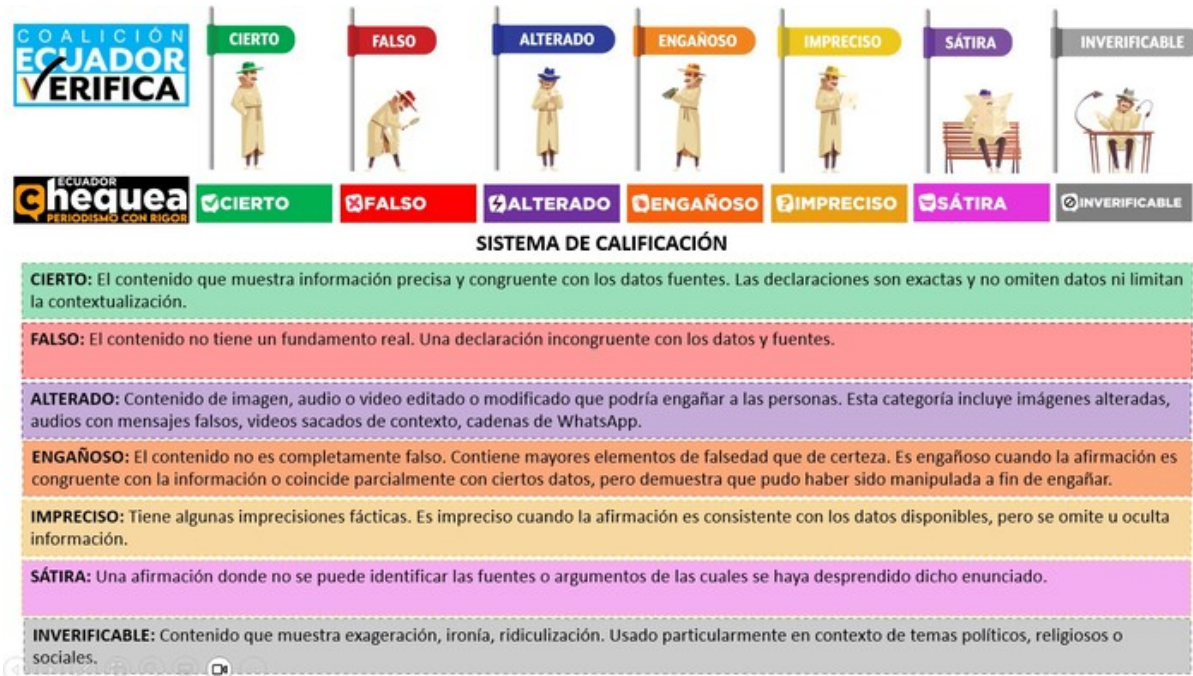 COALICIÓN
ECUADOR
VERIFICA
CIERTO
FALSO
ALTERADO
ENGAÑOSO
IMPRECISO
SÁTIRA
INVERIFICABLE
ECUADOR
chequea
PERIODISMO CON RIGOR
CIERTO
FALSO
ALTERADO
ENGAÑOSO
IMPRECISO
SÁTIRA
INVERIFICABLE
SISTEMA DE CALIFICACIÓN
CIERTO: El contenido que muestra información precisa y congruente con los datos fuentes. Las declaraciones son exactas y no omiten datos ni limitan
la contextualización.
FALSO: El contenido no tiene un fundamento real. Una declaración incongruente con los datos y fuentes.
ALTERADO: Contenido de imagen, audio o video editado o modificado que podría engañar a las personas. Esta categoría incluye imágenes alteradas,
audios con mensajes falsos, videos sacados de contexto, cadenas de WhatsApp.
ENGAÑOSO: El contenido no es completamente falso. Contiene mayores elementos de falsedad que de certeza. Es engañoso cuando la afirmación es
congruente con la información o coincide parcialmente con ciertos datos, pero demuestra que pudo haber sido manipulada a fin de engañar.
IMPRECISO: Tiene algunas imprecisiones fácticas. Es impreciso cuando la afirmación es consistente con los datos disponibles, pero se omite u oculta
información.
SÁTIRA: Una afirmación donde no se puede identificar las fuentes o argumentos de las cuales se haya desprendido dicho enunciado.
INVERIFICABLE: Contenido que muestra exageración, ironía, ridiculización. Usado particularmente en contexto de temas políticos, religiosos o
sociales.